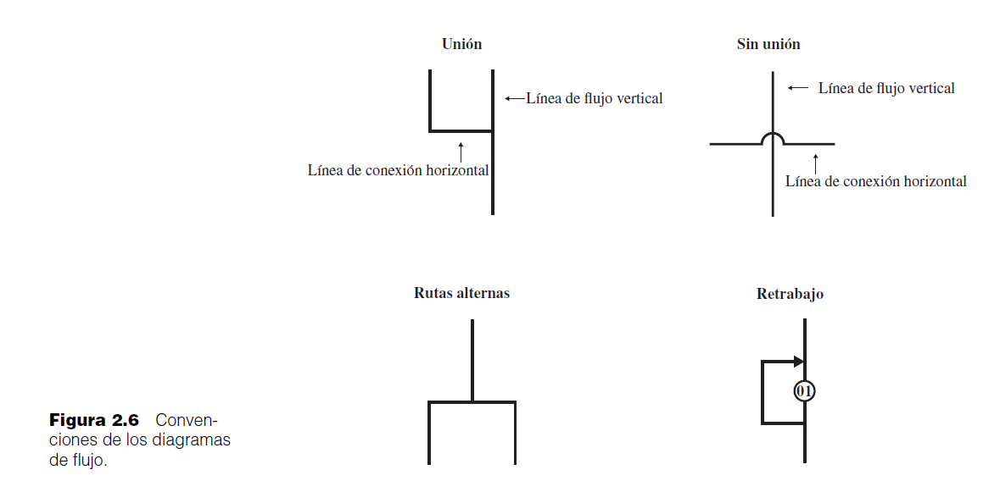 Unión
Sin unión
Línea de flujo vertical
Línea de flujo vertical
Línea de conexión horizontal
Línea de conexión horizontal
Rutas alternas
Retrabajo
01
Figura 2.6 Conven-
ciones de los diagramas
de flujo.